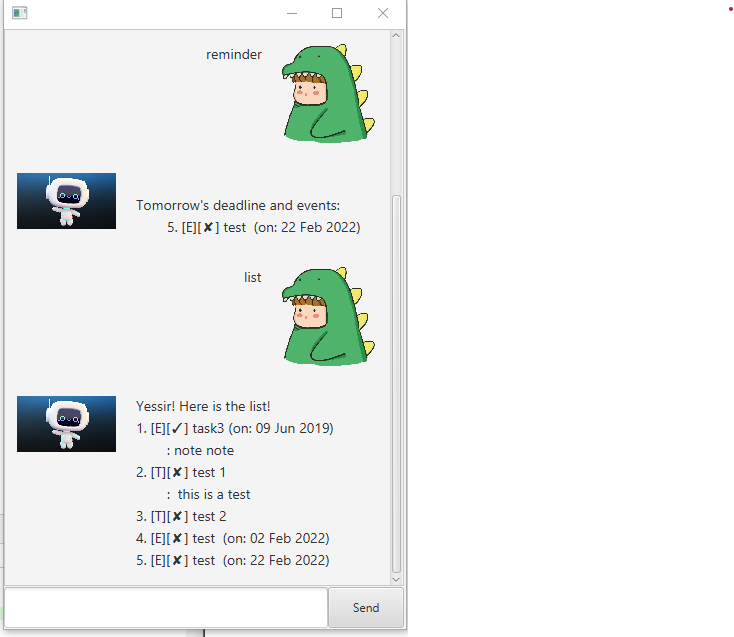 reminder
Tomorrow's deadline and events:
5. [E][✘] test  (on: 22 Feb 2022)
list
Yessir! Here is the list!
1. [E][✓] task3 (on: 09 Jun 2019)
: note note
2. [T][✘] test 1
:  this is a test
3. [T][✘] test 2
4. [E][✘] test  (on: 02 Feb 2022)
5. [E][✘] test  (on: 22 Feb 2022)
Send